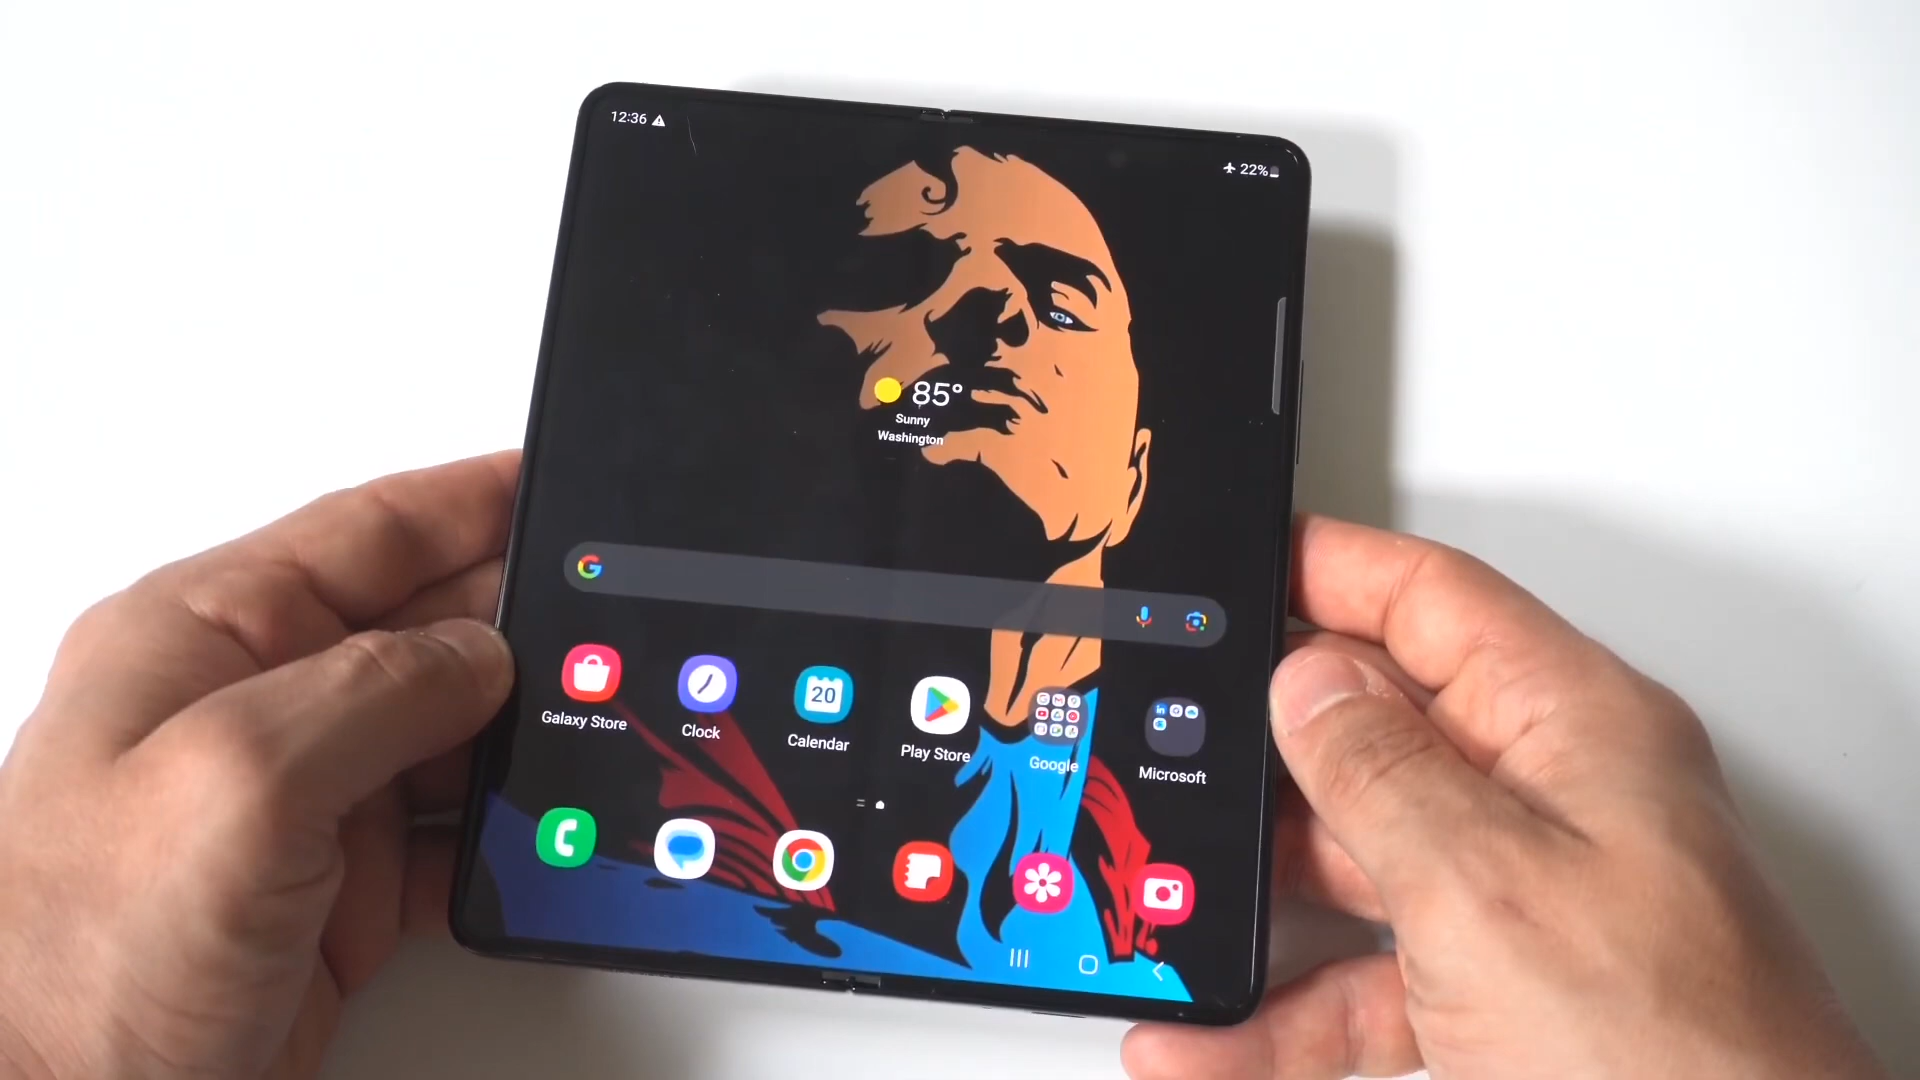 12:36
22%
85°
Sunny
Washington
Galaxy Store
Clock
20
Calendar
Play Store
Google
Microsoft